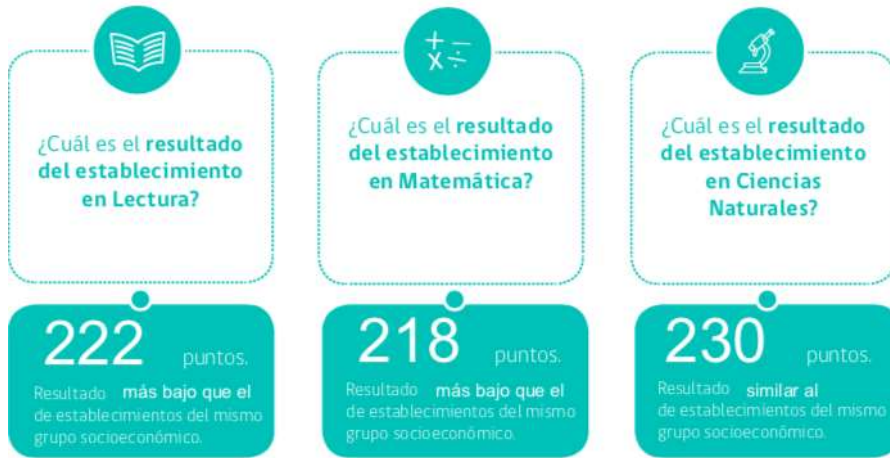 ¿Cuál es el resultado
del establecimiento
en Lectura?
222 puntos.
Resultado más bajo que el
de establecimientos del mismo
grupo socioeconómico.
¿Cuál es el resultado
del establecimiento
en Matemática?
218 puntos.
Resultado más bajo que el
de establecimientos del mismo
grupo socioeconómico.
¿Cuál es el resultado
del establecimiento
en Ciencias
Naturales?
230 puntos.
Resultado similar al
de establecimientos del mismo
grupo socioeconómico.